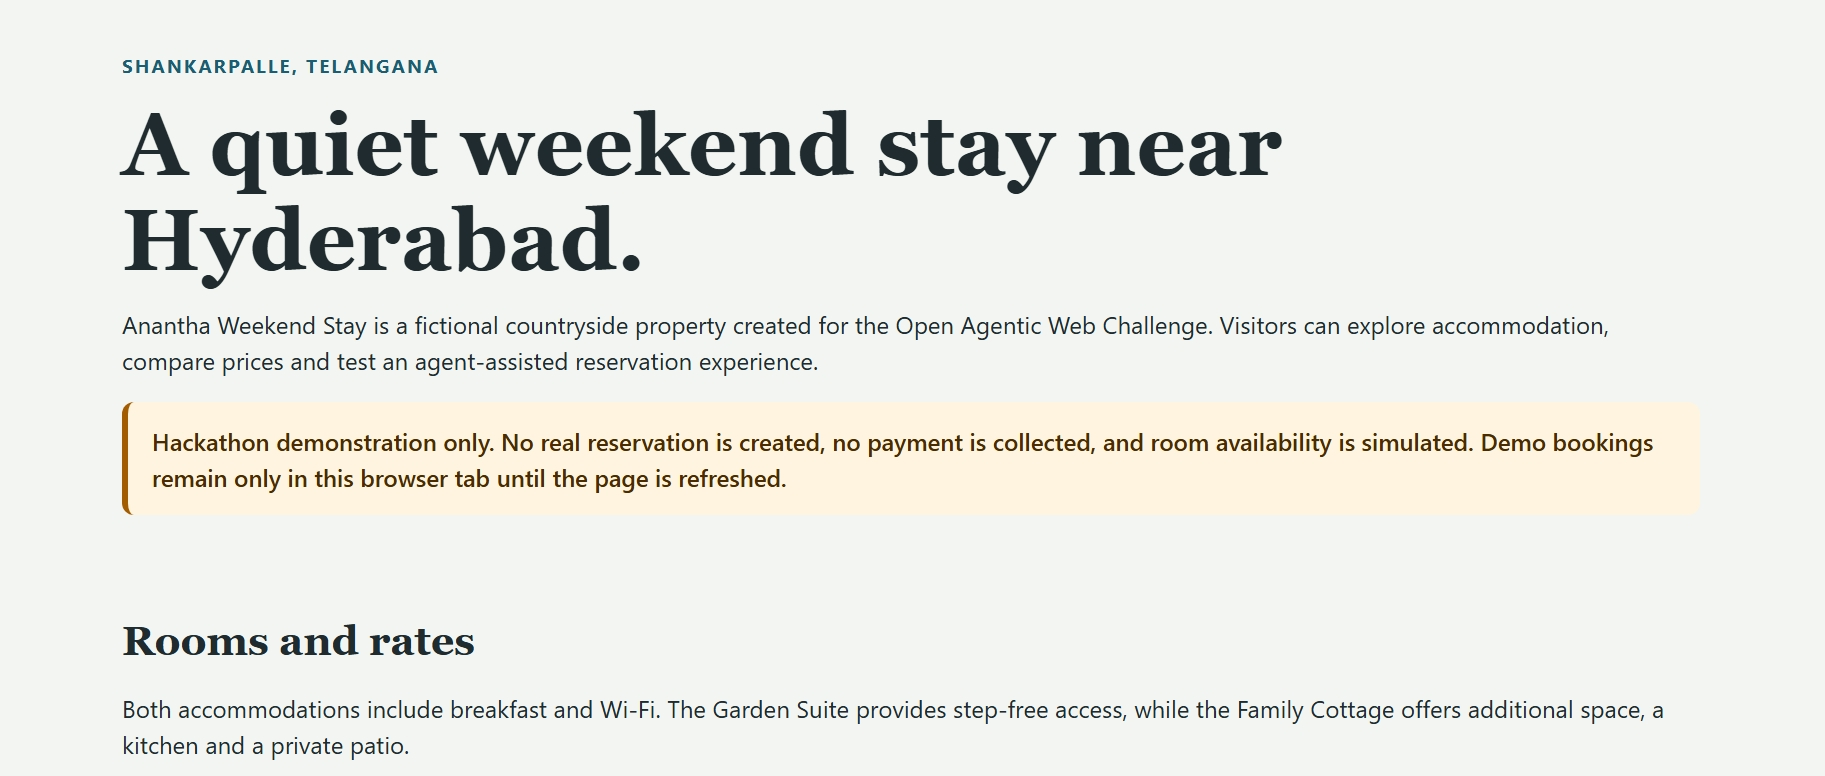 SHANKARPALLE, TELANGANA
A quiet weekend stay near
Hyderabad.
Anantha Weekend Stay is a fictional countryside property created for the Open Agentic Web Challenge. Visitors can explore accommodation,
compare prices and test an agent-assisted reservation experience.
Hackathon demonstration only. No real reservation is created, no payment is collected, and room availability is simulated. Demo bookings
remain only in this browser tab until the page is refreshed.
Rooms and rates
Both accommodations include breakfast and Wi-Fi. The Garden Suite provides step-free access, while the Family Cottage offers additional space, a
kitchen and a private patio.